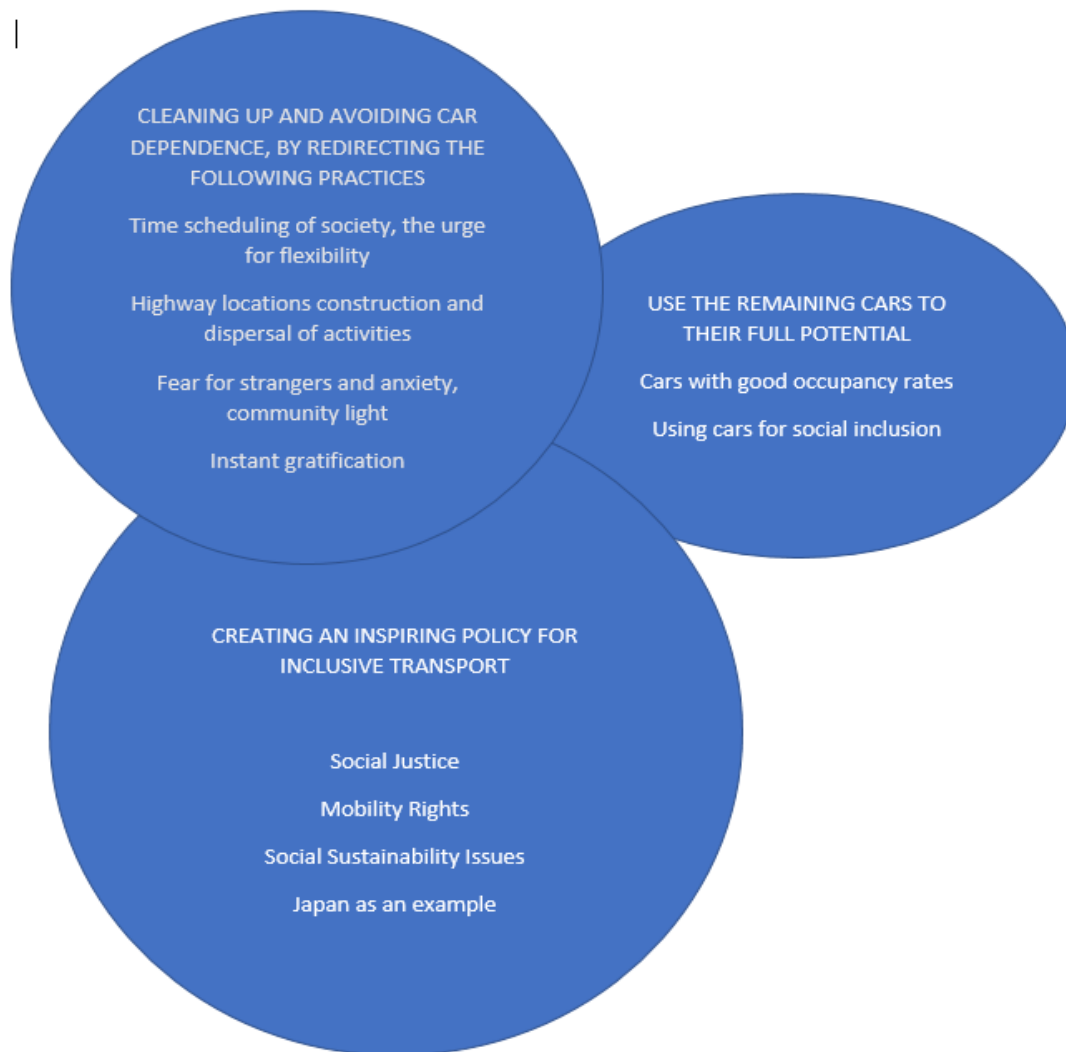 CLEANING UP AND AVOIDING CAR
DEPENDENCE, BY REDIRECTING THE
FOLLOWING PRACTICES
Time scheduling of society, the urge
for flexibility
Highway locations construction and
dispersal of activities
Fear for strangers and anxiety,
community light
Instant gratification
USE THE REMAINING CARS TO
THEIR FULL POTENTIAL
Cars with good occupancy rates
Using cars for social inclusion
CREATING AN INSPIRING POLICY FOR
INCLUSIVE TRANSPORT
Social Justice
Mobility Rights
Social Sustainability Issues
Japan as an example